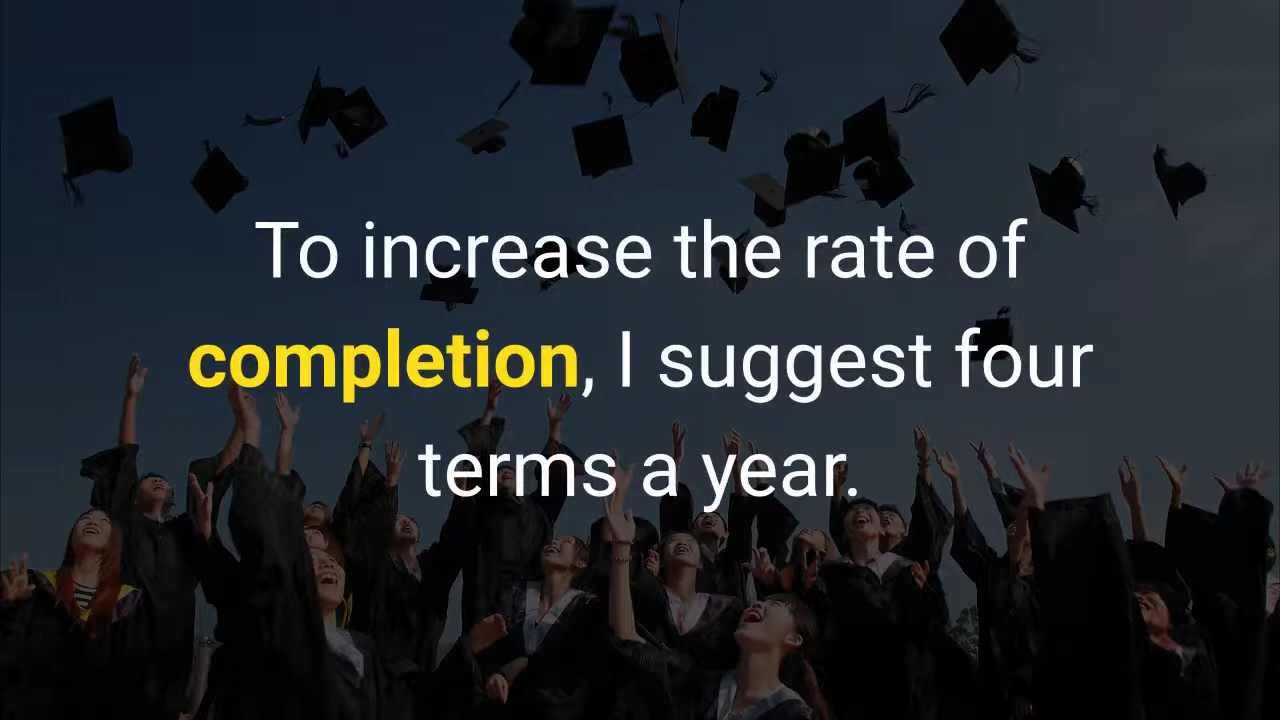 To increase the rate of
completion, I suggest four
terms a year.